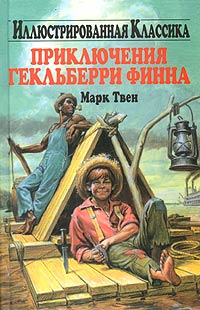 Иллюстрированная Классика
ПРИКЛЮЧЕНИЯ
ГЕКЛЬБЕРРИ ФИННА
Марк Твен